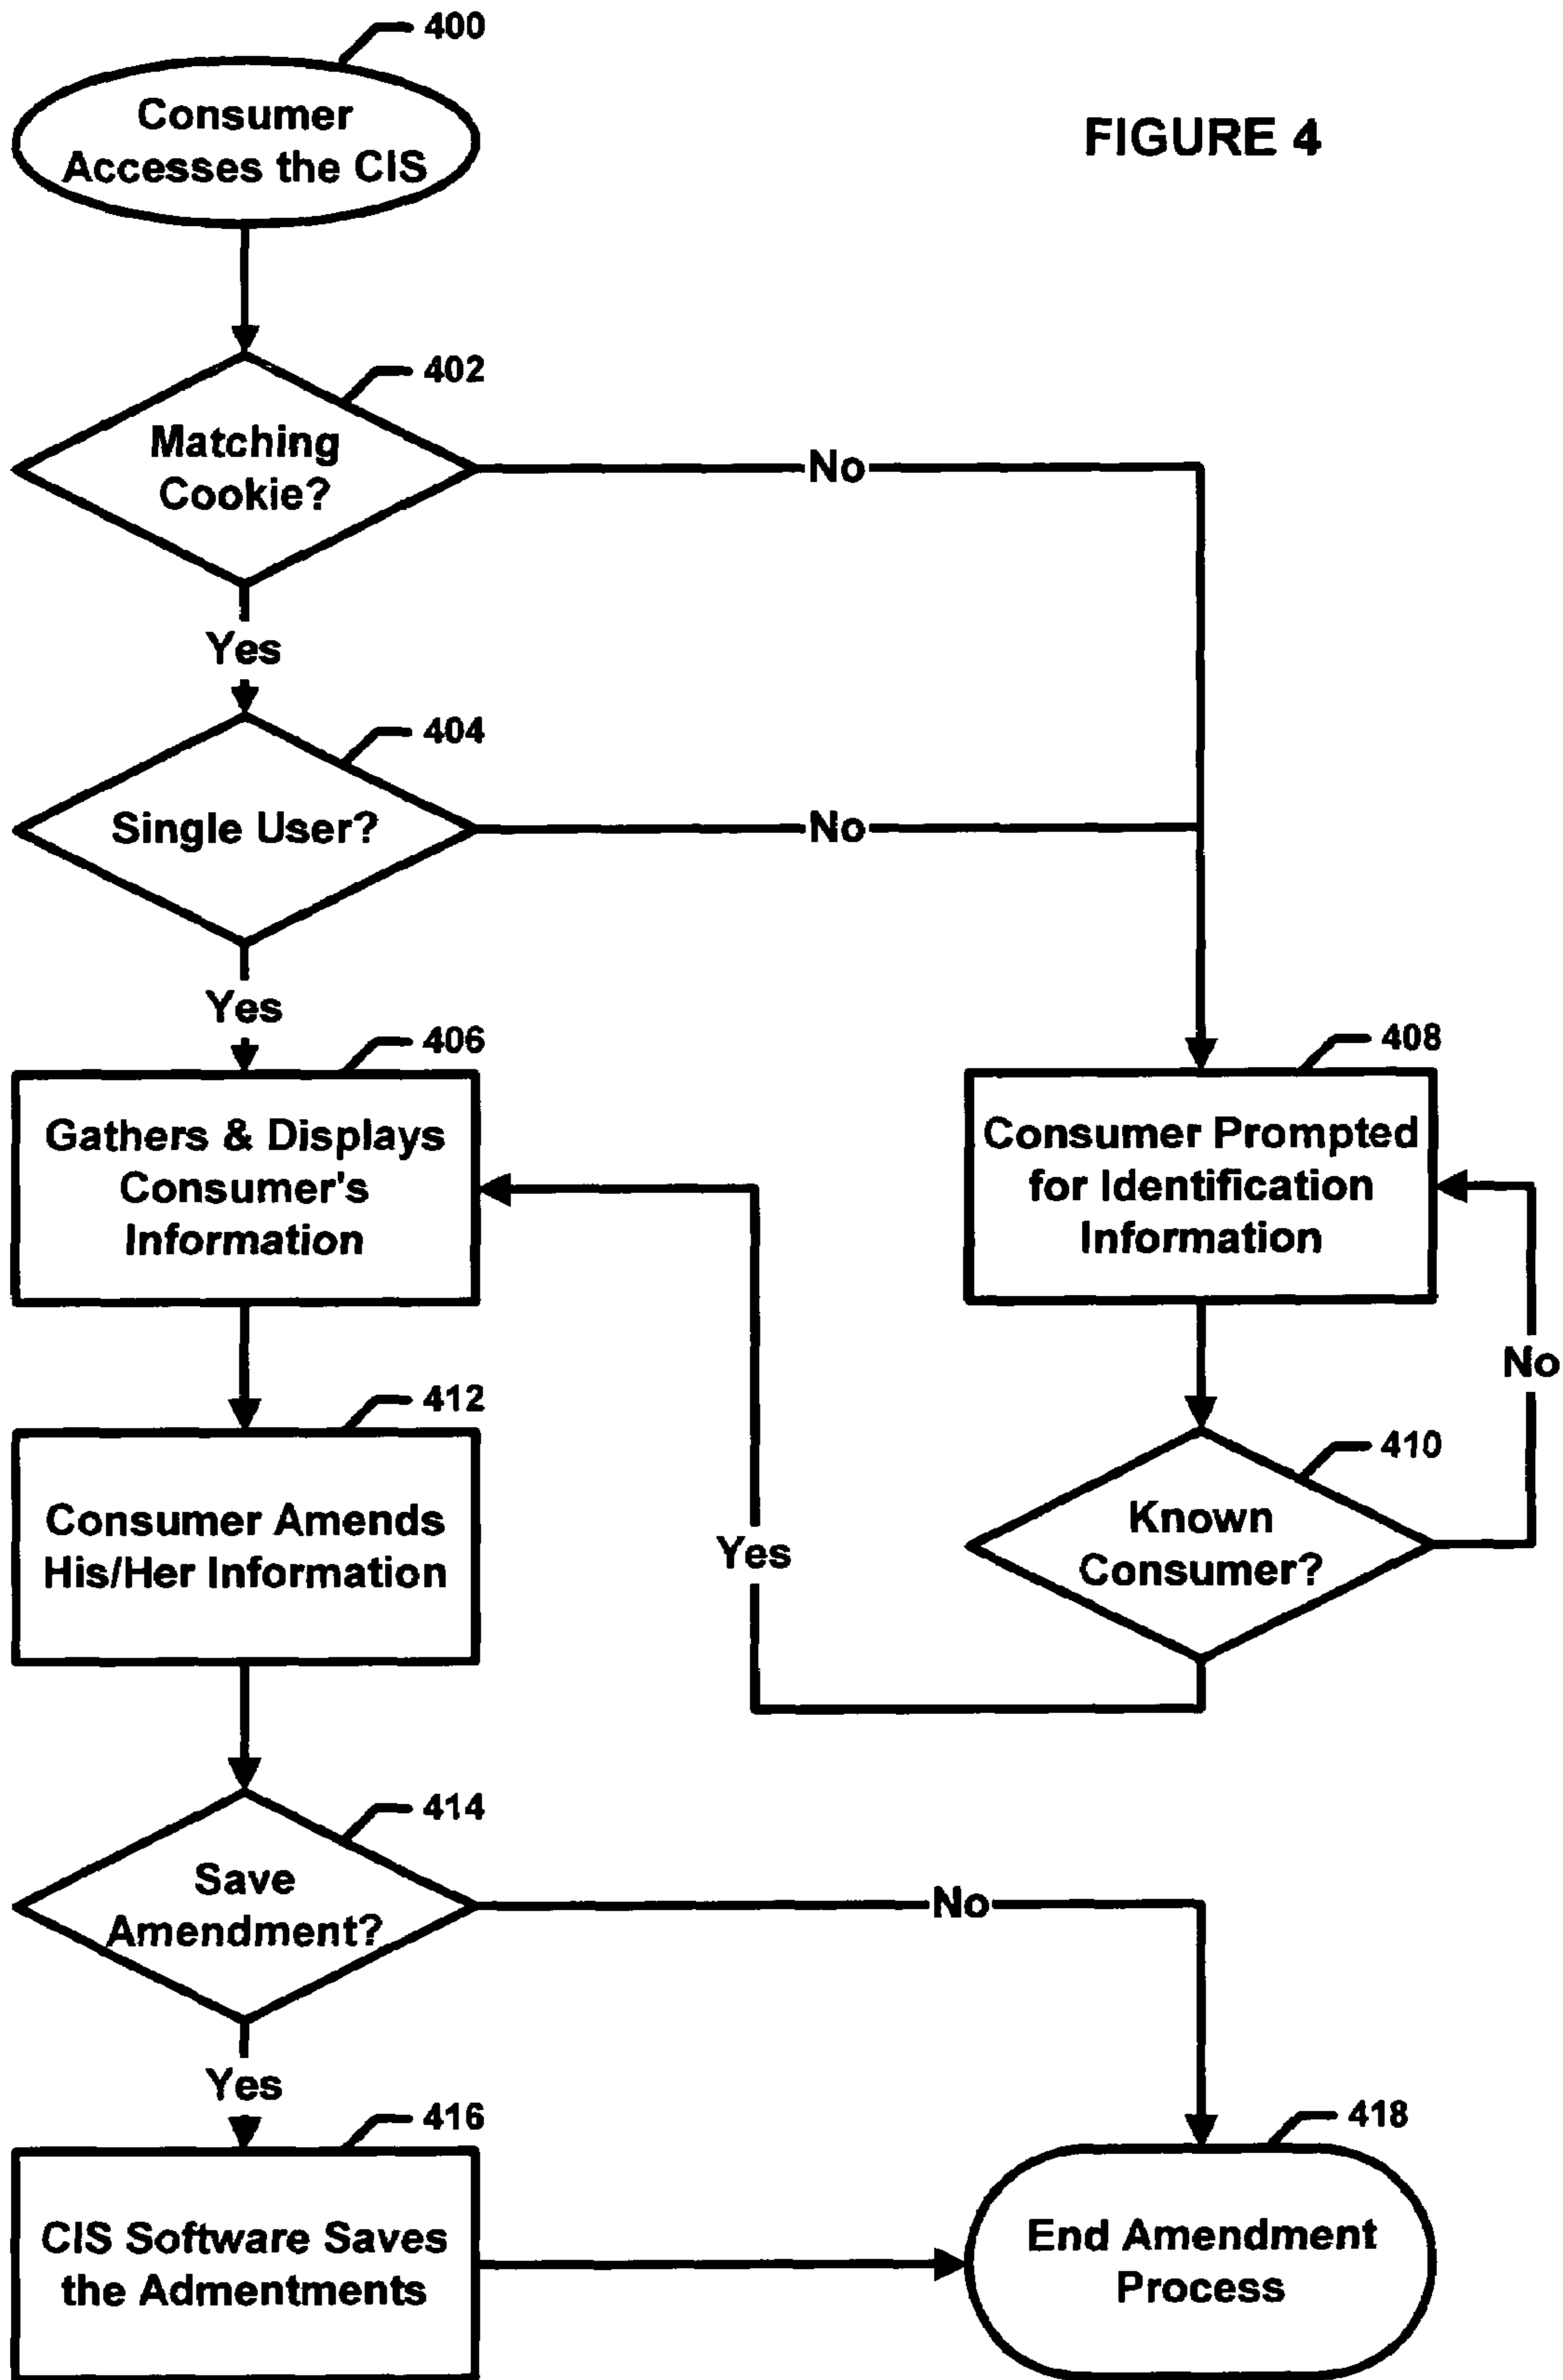 400
Consumer
Accesses the CIS
FIGURE 4
402
Matching
Cookie?
No
Yes
404
Single User?
No
Yes
406
Gathers & Displays
Consumer's
Information
408
Consumer Prompted
for Identification
Information
No
412
Consumer Amends
His/Her Information
410
Known
Consumer?
Yes
414
Save
Amendment?
No
Yes
416
CIS Software Saves
the Admentments
418
End Amendment
Process